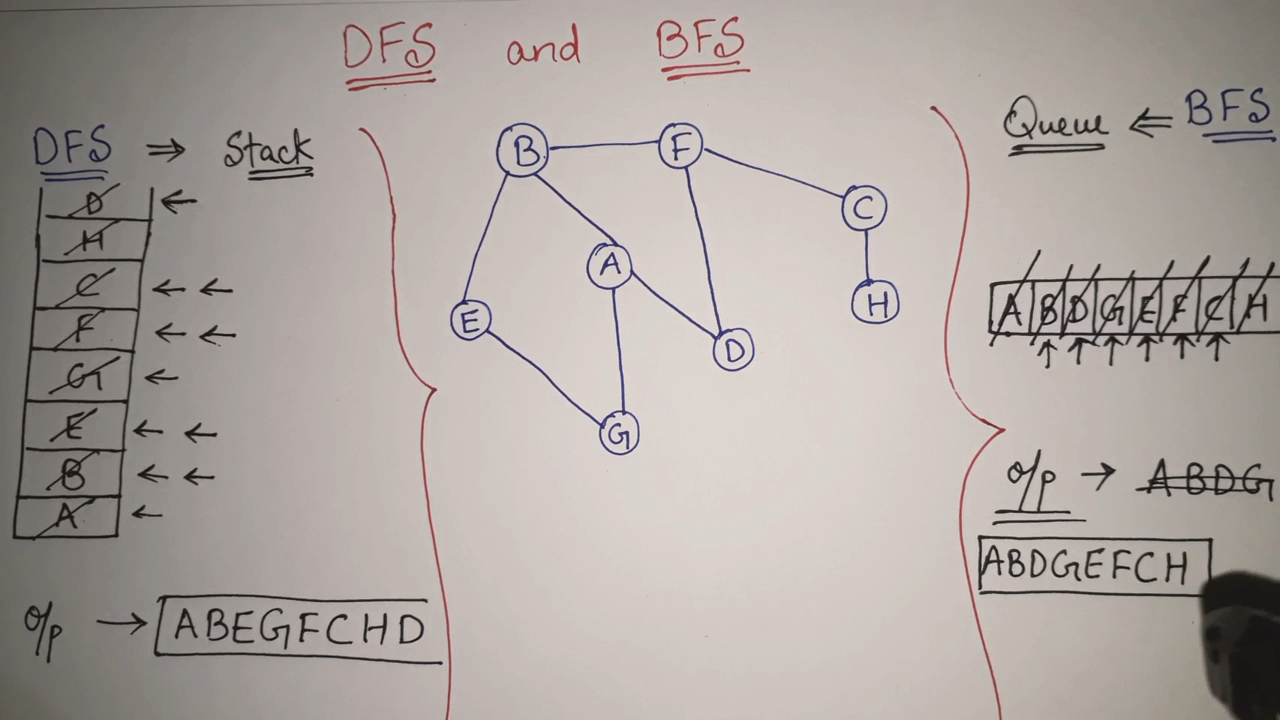 DFS and BFS
DFS ⇒ Stack
D ←
H
C ← ←
F ← ←
G ←
E ← ←
B ← ←
A ←
o/p → ABEGFCHD
B
F
C
A
H
E
D
G
Queue ⇐ BFS
A B D G E F C H
↑ ↑ ↑ ↑ ↑ ↑
o/p → ABDG
ABDGEFCH